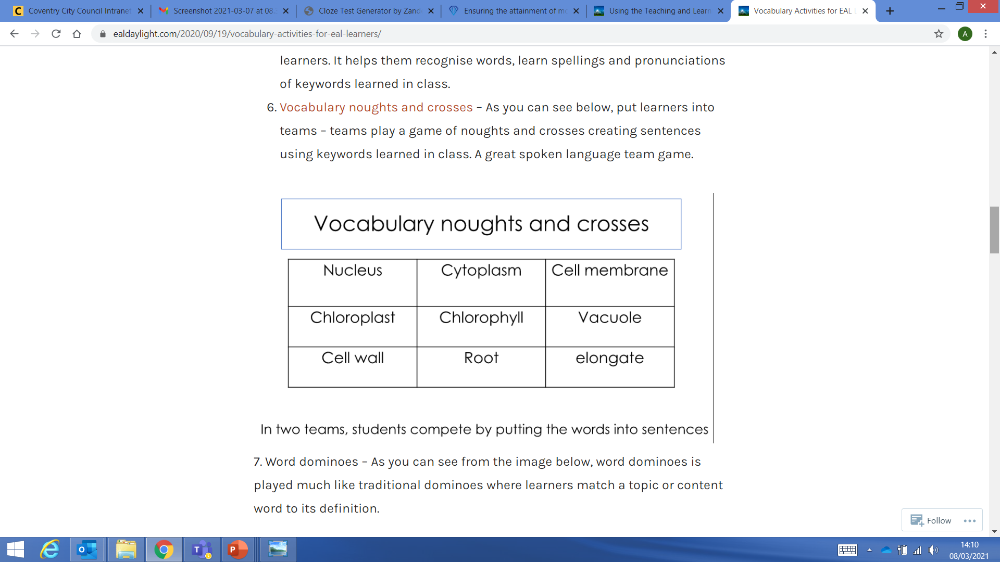 Coventry City Council Intranet
Screenshot 2021-03-07 at 08.
Cloze Test Generator by Zand
Ensuring the attainment of mo
Using the Teaching and Learn
Vocabulary Activities for EAL L
ealdaylight.com/2020/09/19/vocabulary-activities-for-eal-learners/
A
learners. It helps them recognise words, learn spellings and pronunciations
of keywords learned in class.
6. Vocabulary noughts and crosses – As you can see below, put learners into
teams – teams play a game of noughts and crosses creating sentences
using keywords learned in class. A great spoken language team game.
Vocabulary noughts and crosses
Nucleus Cytoplasm Cell membrane
Chloroplast Chlorophyll Vacuole
Cell wall Root elongate
In two teams, students compete by putting the words into sentences
7. Word dominoes – As you can see from the image below, word dominoes is
played much like traditional dominoes where learners match a topic or content
word to its definition.
Follow
14:10
08/03/2021